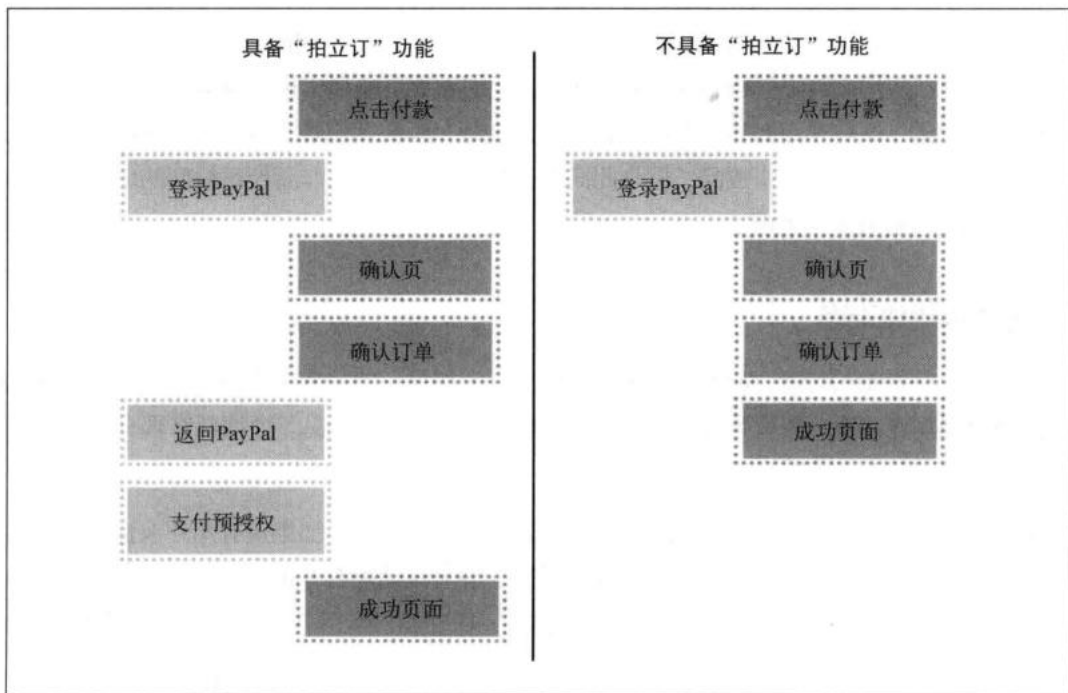 具备“拍立订”功能
点击付款
登录PayPal
确认页
确认订单
返回PayPal
支付预授权
成功页面
不具备“拍立订”功能
点击付款
登录PayPal
确认页
确认订单
成功页面